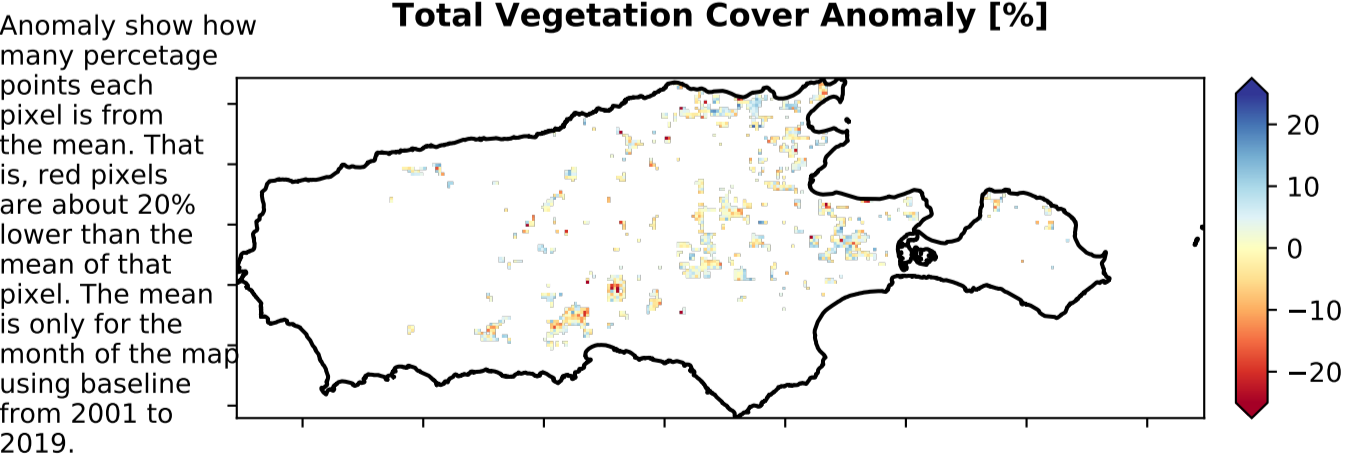 Total Vegetation Cover Anomaly [%]
Anomaly show how
many percetage
points each
pixel is from
the mean. That
is, red pixels
are about 20%
lower than the
mean of that
pixel. The mean
is only for the
month of the map
using baseline
from 2001 to
2019.
20
10
0
−10
−20